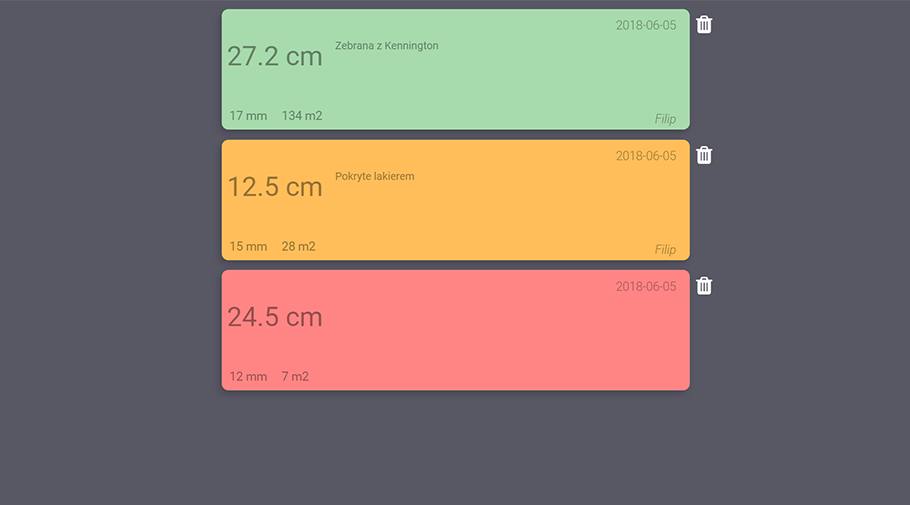 2018-06-05
27.2 cm
Zebrana z Kennington
17 mm 134 m2
Filip
2018-06-05
12.5 cm
Pokryte lakierem
15 mm 28 m2
Filip
2018-06-05
24.5 cm
12 mm 7 m2